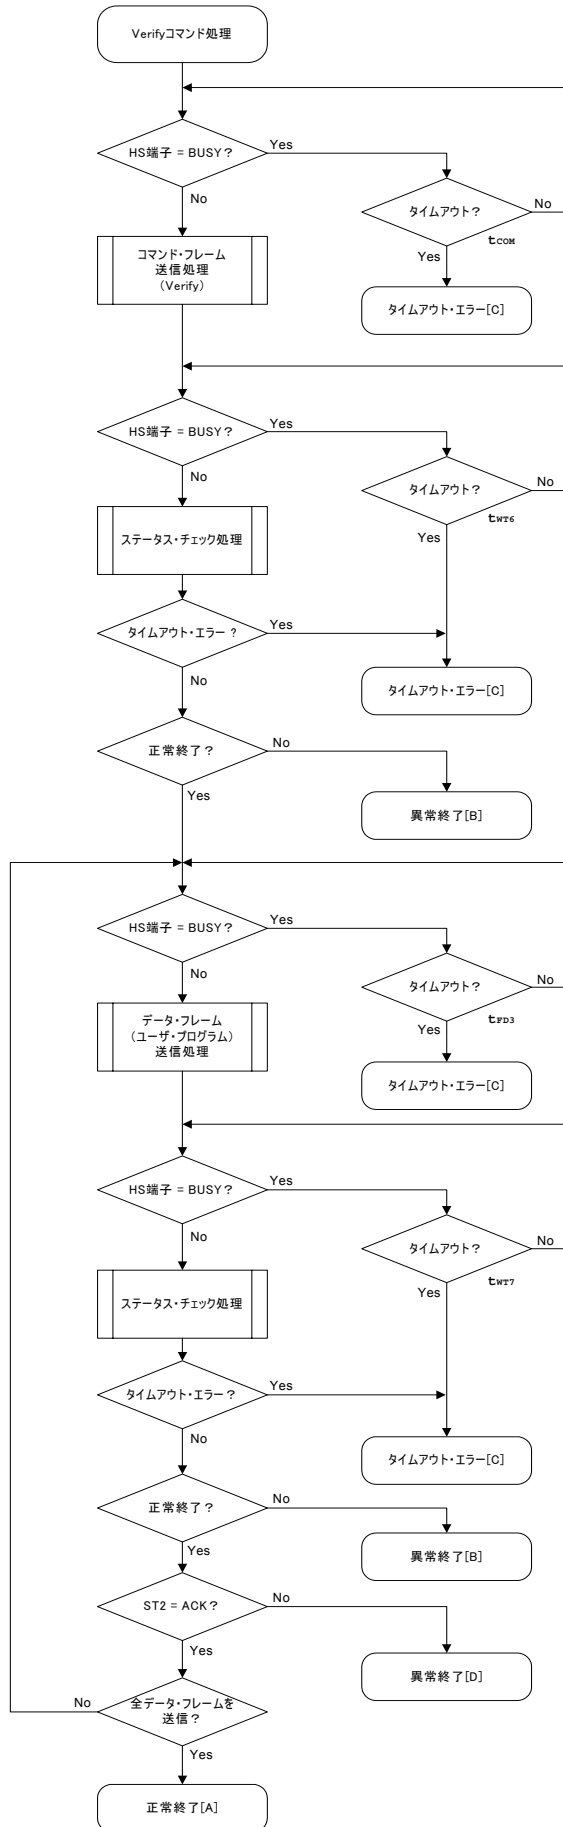 Verifyコマンド処理
HS端子 = BUSY？
Yes
No
タイムアウト？
No
tCOM
Yes
コマンド・フレーム
送信処理
（Verify）
タイムアウト・エラー[C]
HS端子 = BUSY？
Yes
No
タイムアウト？
No
tWT6
Yes
ステータス・チェック処理
タイムアウト・エラー ？
Yes
No
タイムアウト・エラー[C]
正常終了？
No
Yes
異常終了[B]
HS端子 = BUSY？
Yes
No
タイムアウト？
No
tFD3
Yes
データ・フレーム
（ユーザ・プログラム）
送信処理
タイムアウト・エラー[C]
HS端子 = BUSY？
Yes
No
タイムアウト？
No
tWT7
Yes
ステータス・チェック処理
タイムアウト・エラー？
Yes
No
タイムアウト・エラー[C]
正常終了？
No
Yes
異常終了[B]
ST2 = ACK？
No
Yes
異常終了[D]
全データ・フレームを
送信？
No
Yes
正常終了[A]